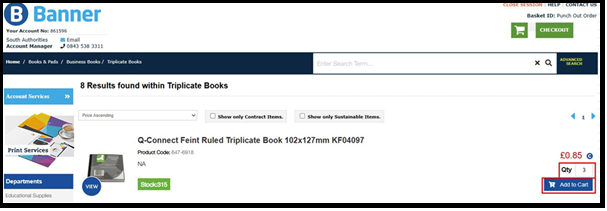 CLOSE SESSION | HELP | CONTACT US
B Banner
Basket ID: Punch Out Order
Your Account No: 861596
South Authorities Email
Account Manager 0843 538 3311
CHECKOUT
Home / Books & Pads / Business Books / Triplicate Books
Enter Search Term...
ADVANCED SEARCH
Account Services
8 Results found within Triplicate Books
Price Ascending
Show only Contract Items.
Show only Sustainable Items.
1
Print Services
Q-Connect Feint Ruled Triplicate Book 102x127mm KF04097
Product Code: 647-6918
NA
£0.85 C
Qty 3
VIEW
Stock:315
Add to Cart
Departments
Educational Supplies